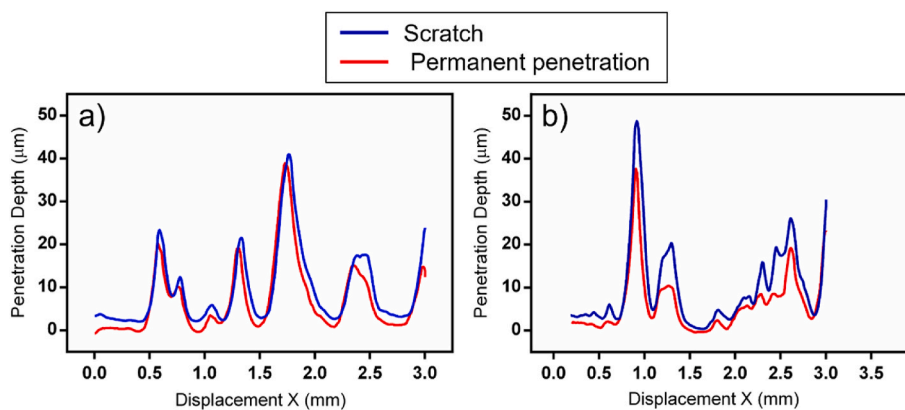 Scratch
Permanent penetration
a)
50
40
30
20
10
0
Penetration Depth (μm)
0.0 0.5 1.0 1.5 2.0 2.5 3.0
Displacement X (mm)
b)
50
40
30
20
10
0
Penetration Depth (μm)
0.0 0.5 1.0 1.5 2.0 2.5 3.0 3.5
Displacement X (mm)